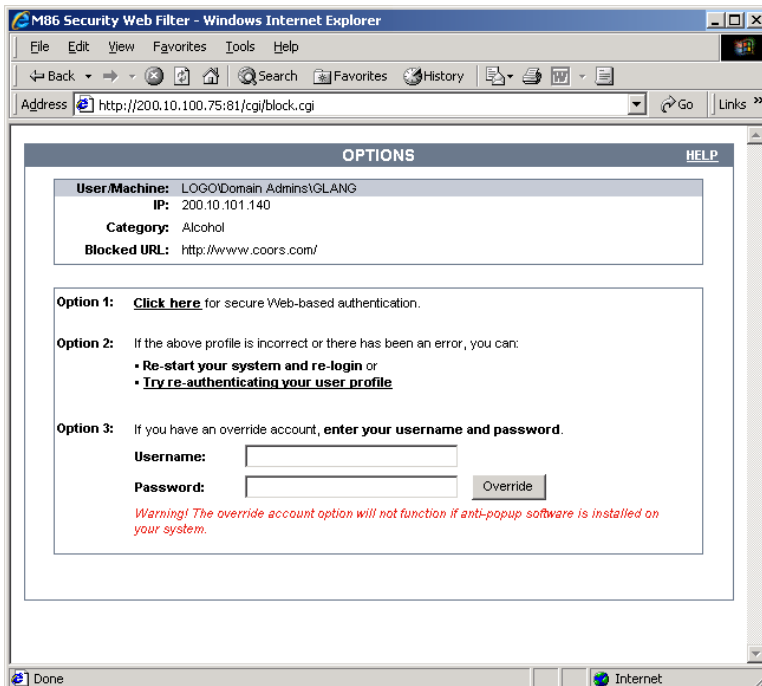 M86 Security Web Filter - Windows Internet Explorer
File Edit View Favorites Tools Help
Back Search Favorites History
Address http://200.10.100.75:81/cgi/block.cgi Go Links »
OPTIONS HELP
User/Machine: LOGO\Domain Admins\GLANG
IP: 200.10.101.140
Category: Alcohol
Blocked URL: http://www.coors.com/
Option 1: Click here for secure Web-based authentication.
Option 2: If the above profile is incorrect or there has been an error, you can:
▪ Re-start your system and re-login or
▪ Try re-authenticating your user profile
Option 3: If you have an override account, enter your username and password.
Username:
Password: Override
Warning! The override account option will not function if anti-popup software is installed on
your system.
Done Internet